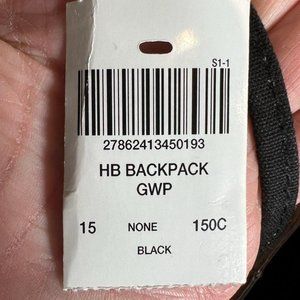 S1-1
27862413450193
HB BACKPACK
GWP
15 NONE 150C
BLACK